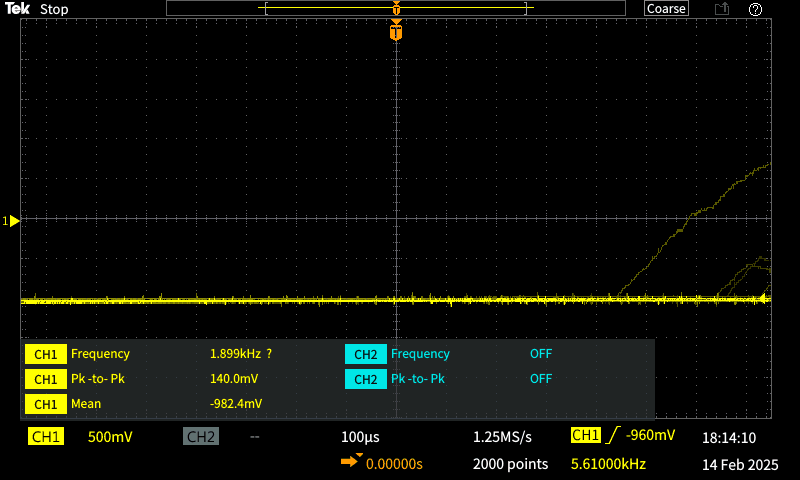 Tek Stop Coarse ?
T
T
1
CH1 Frequency 1.899kHz ? CH2 Frequency OFF
CH1 Pk -to- Pk 140.0mV CH2 Pk -to- Pk OFF
CH1 Mean -982.4mV
CH1 500mV CH2 -- 100µs 1.25MS/s CH1 -960mV 18:14:10
0.00000s 2000 points 5.61000kHz 14 Feb 2025